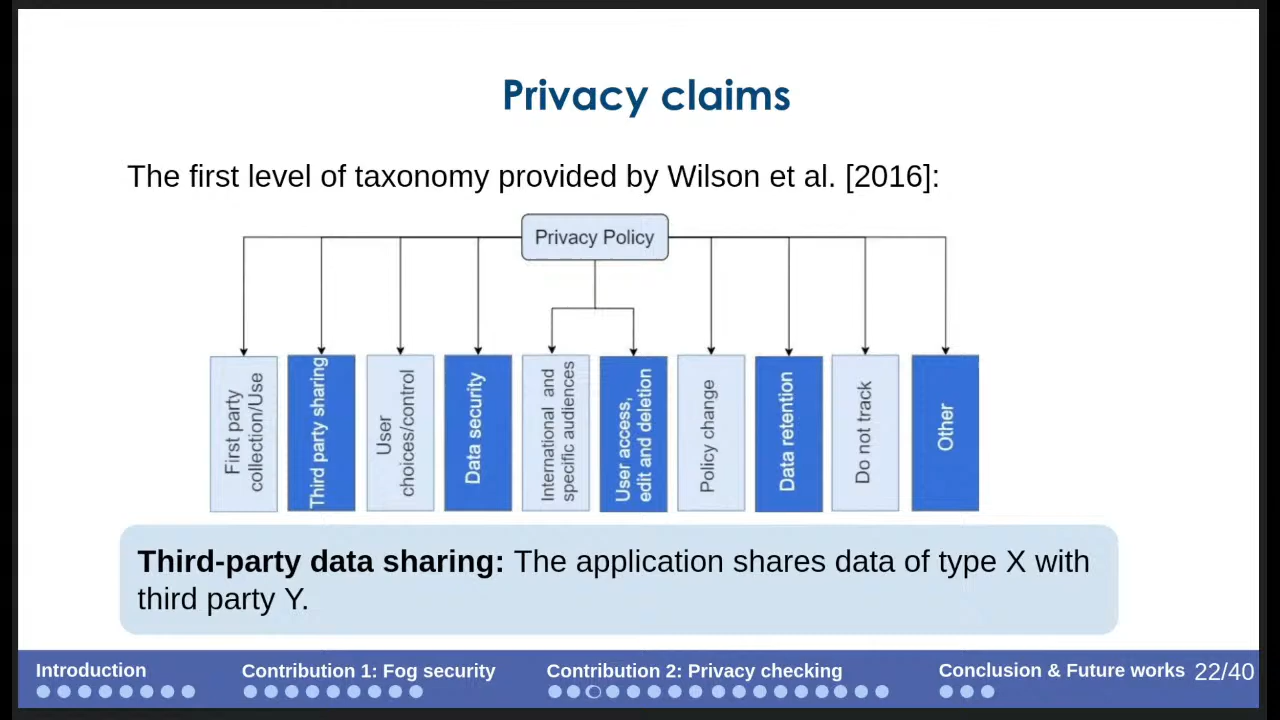 Privacy claims
The first level of taxonomy provided by Wilson et al. [2016]:
Privacy Policy
First party
collection/Use
Third party sharing
User
choices/control
Data security
International and
specific audiences
User access,
edit and deletion
Policy change
Data retention
Do not track
Other
Third-party data sharing: The application shares data of type X with
third party Y.
Introduction
Contribution 1: Fog security
Contribution 2: Privacy checking
Conclusion & Future works
22/40